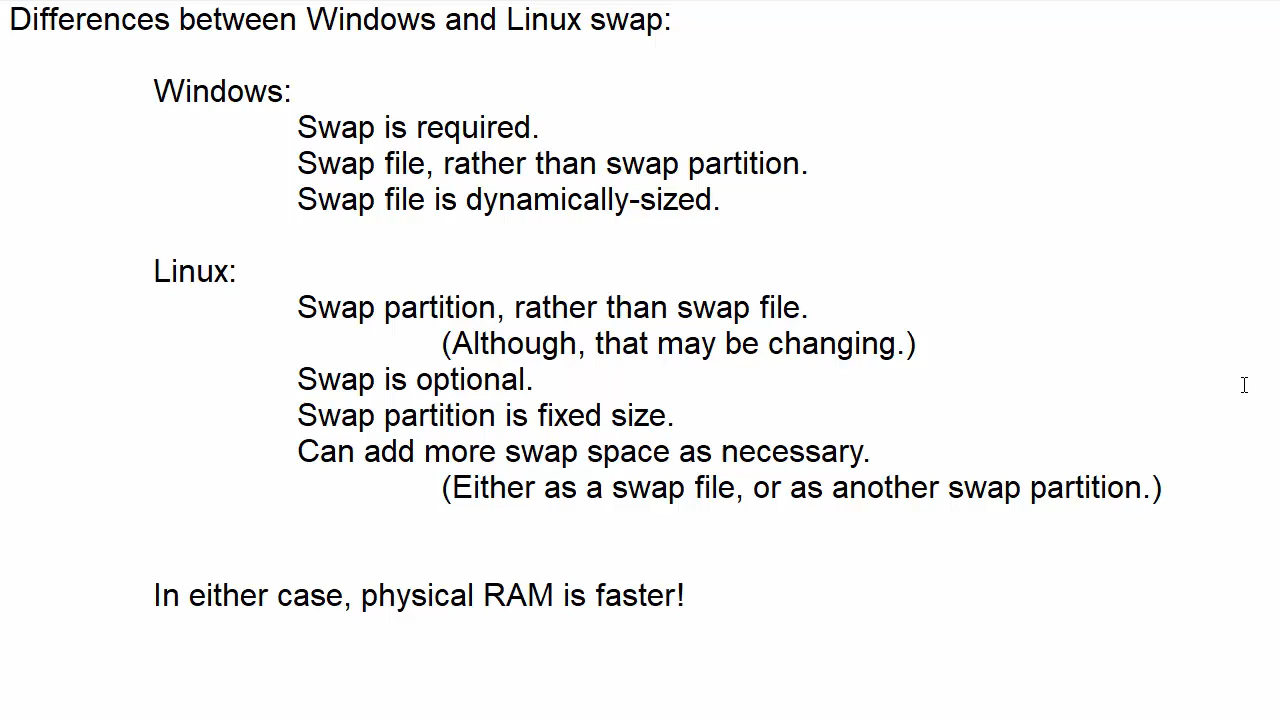 Differences between Windows and Linux swap:
Windows:
Swap is required.
Swap file, rather than swap partition.
Swap file is dynamically-sized.
Linux:
Swap partition, rather than swap file.
(Although, that may be changing.)
Swap is optional.
Swap partition is fixed size.
Can add more swap space as necessary.
(Either as a swap file, or as another swap partition.)
In either case, physical RAM is faster!